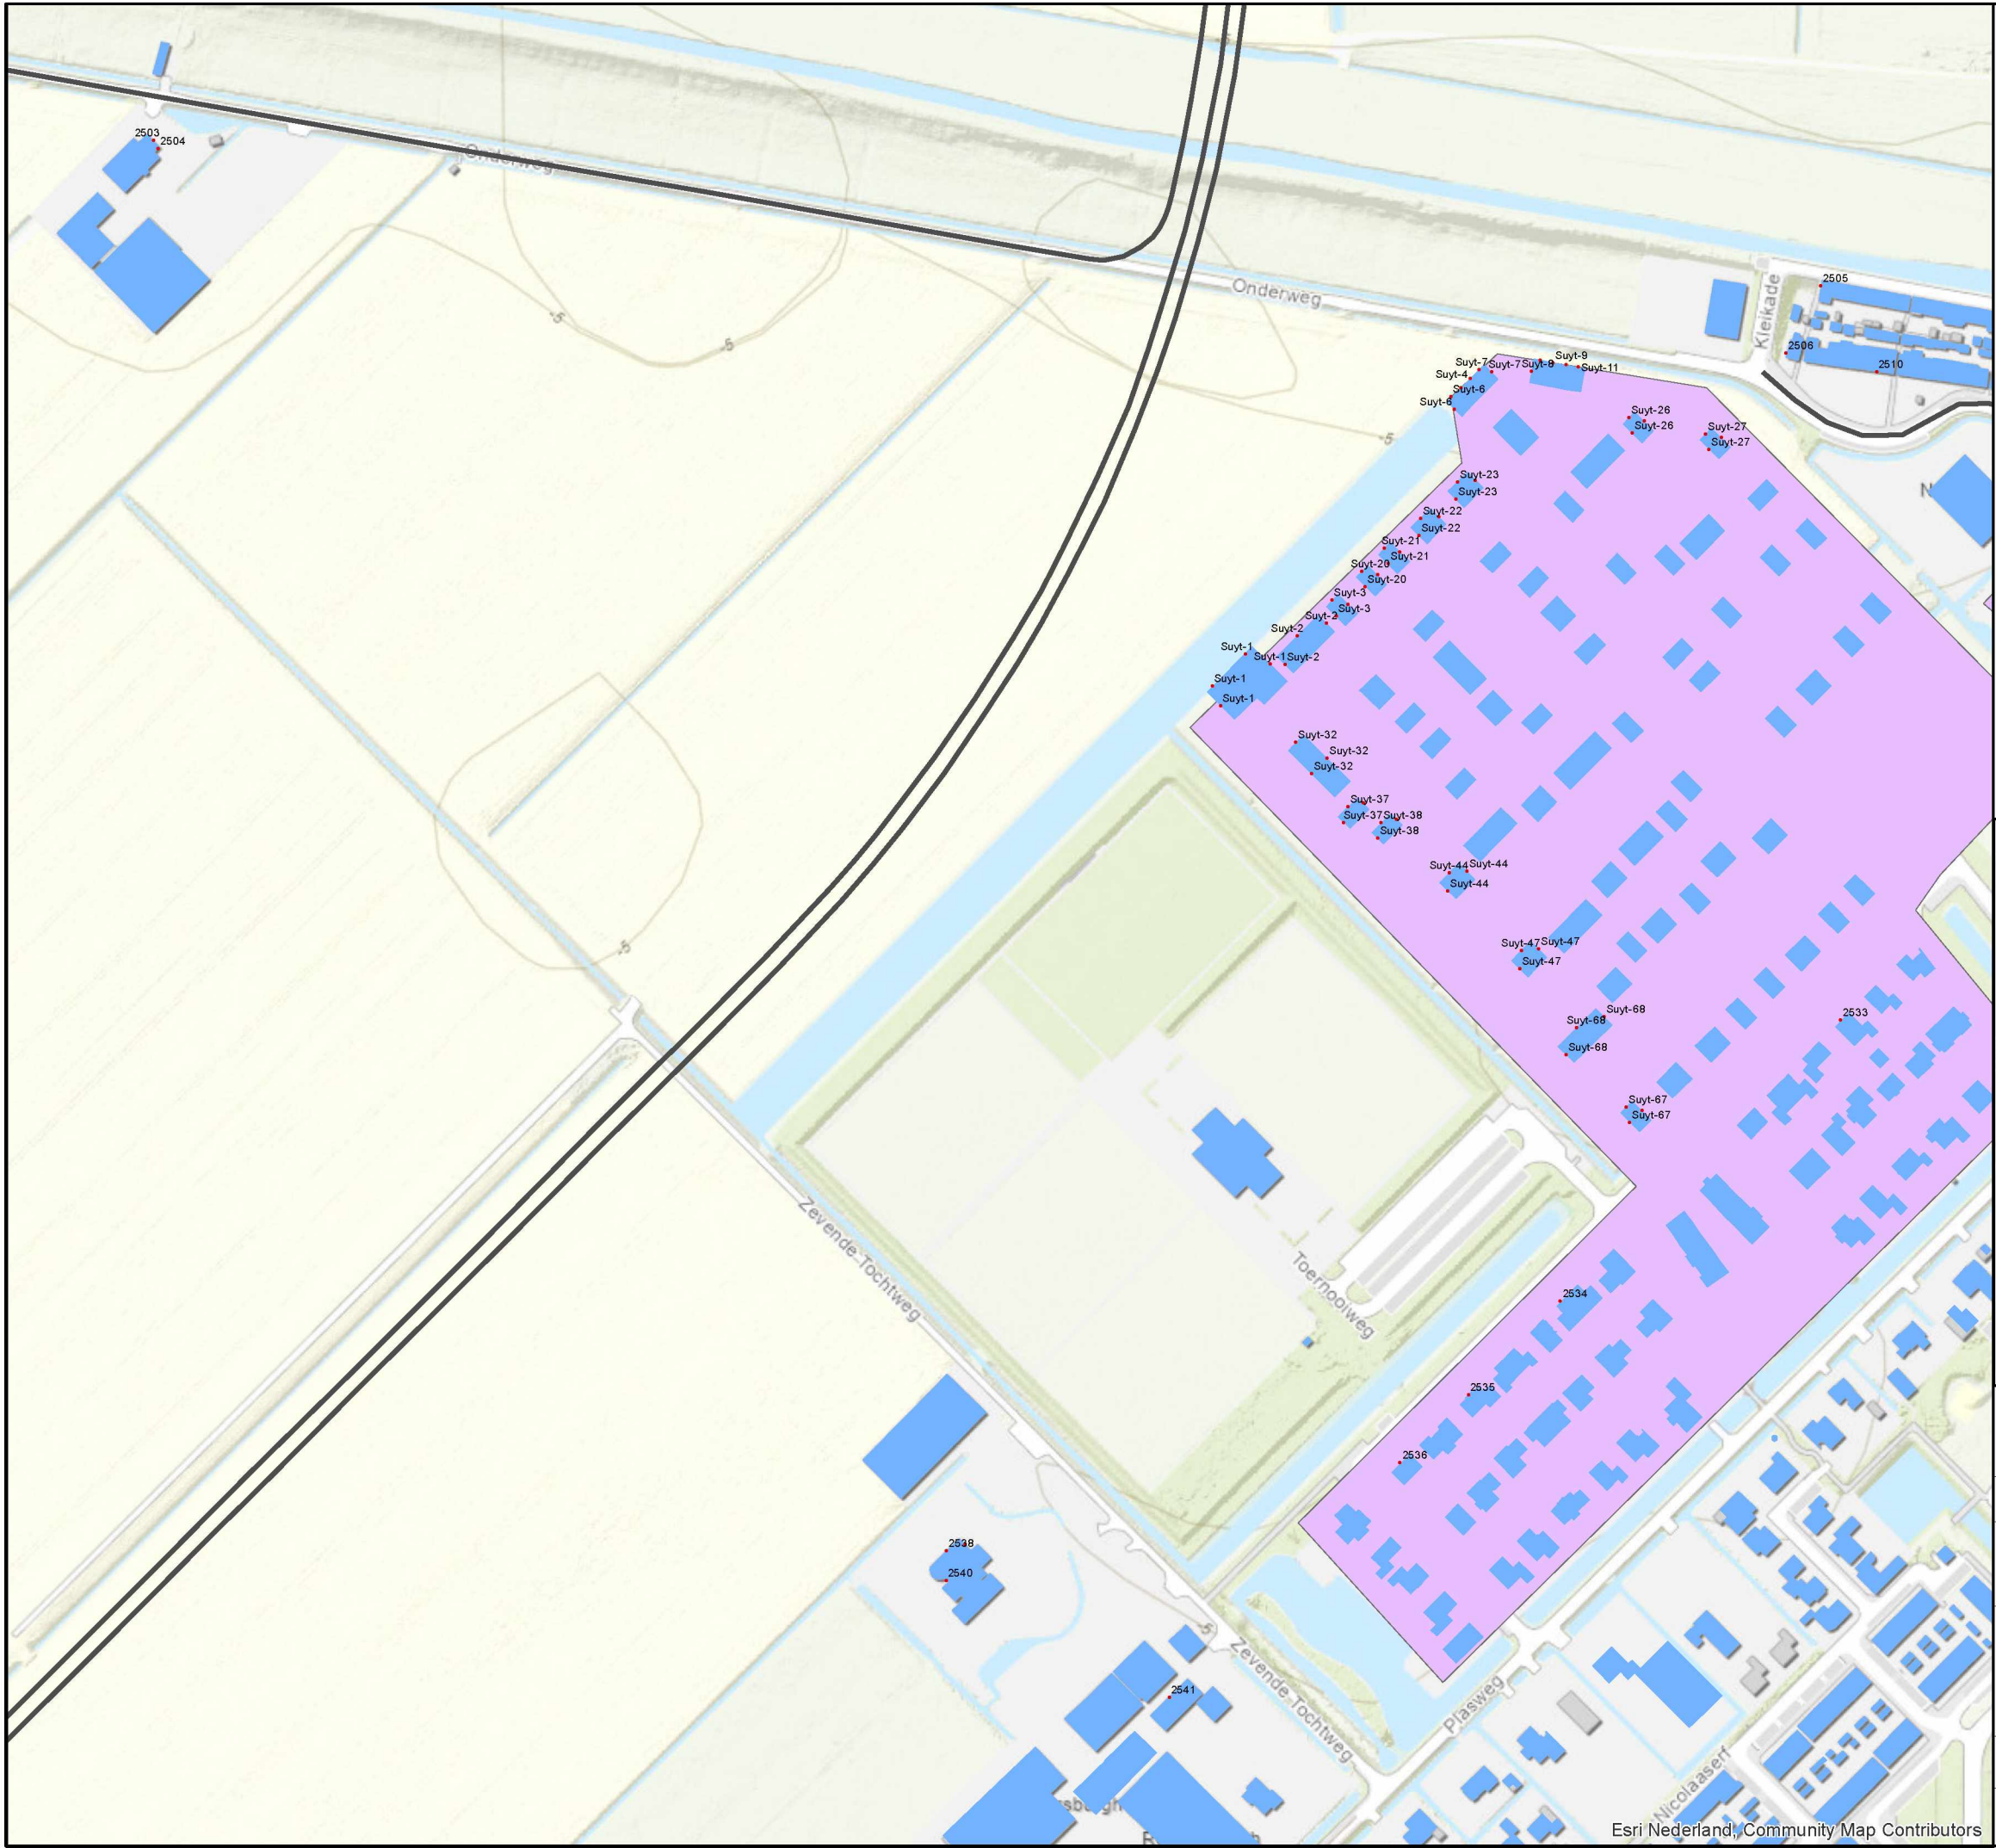 2503
2504
Onderweg
Onderweg
-5
-5
-5
-5
-5
Kleikade
2505
2506
2510
Suyt-7
Suyt-7
Suyt-8
Suyt-9
Suyt-11
Suyt-4
Suyt-6
Suyt-6
Suyt-26
Suyt-26
Suyt-27
Suyt-27
Suyt-23
Suyt-23
N
Suyt-22
Suyt-22
Suyt-21
Suyt-21
Suyt-20
Suyt-20
Suyt-3
Suyt-3
Suyt-2
Suyt-2
Suyt-2
Suyt-1
Suyt-1
Suyt-1
Suyt-1
Suyt-32
Suyt-32
Suyt-32
Suyt-37
Suyt-37
Suyt-38
Suyt-38
Suyt-44
Suyt-44
Suyt-44
Suyt-47
Suyt-47
Suyt-47
Suyt-68
Suyt-68
Suyt-68
2533
Suyt-67
Suyt-67
Zevende Tochtweg
Toernooiweg
2534
2535
2536
2538
2540
2541
Zevende Tochtweg
Plasweg
Nicolaaserf
Esri Nederland, Community Map Contributors